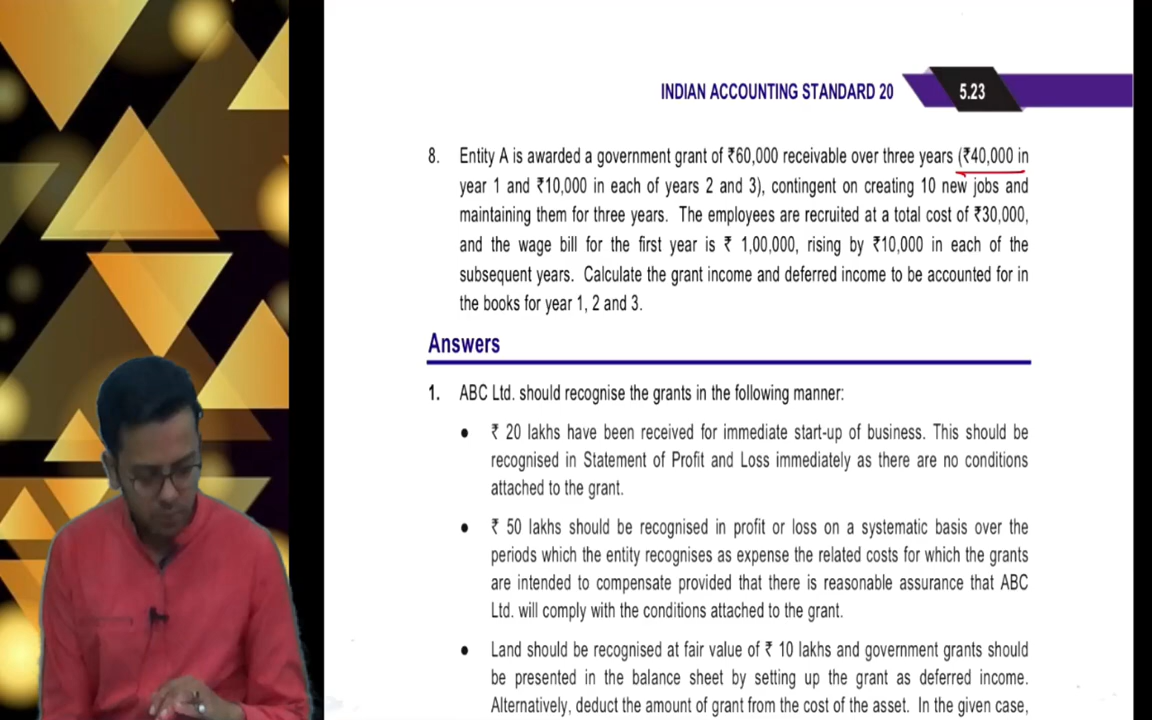 INDIAN ACCOUNTING STANDARD 20 5.23
8. Entity A is awarded a government grant of ₹60,000 receivable over three years (₹40,000 in
year 1 and ₹10,000 in each of years 2 and 3), contingent on creating 10 new jobs and
maintaining them for three years. The employees are recruited at a total cost of ₹30,000,
and the wage bill for the first year is ₹ 1,00,000, rising by ₹10,000 in each of the
subsequent years. Calculate the grant income and deferred income to be accounted for in
the books for year 1, 2 and 3.
Answers
1. ABC Ltd. should recognise the grants in the following manner:
• ₹ 20 lakhs have been received for immediate start-up of business. This should be
recognised in Statement of Profit and Loss immediately as there are no conditions
attached to the grant.
• ₹ 50 lakhs should be recognised in profit or loss on a systematic basis over the
periods which the entity recognises as expense the related costs for which the grants
are intended to compensate provided that there is reasonable assurance that ABC
Ltd. will comply with the conditions attached to the grant.
• Land should be recognised at fair value of ₹ 10 lakhs and government grants should
be presented in the balance sheet by setting up the grant as deferred income.
Alternatively, deduct the amount of grant from the cost of the asset. In the given case,